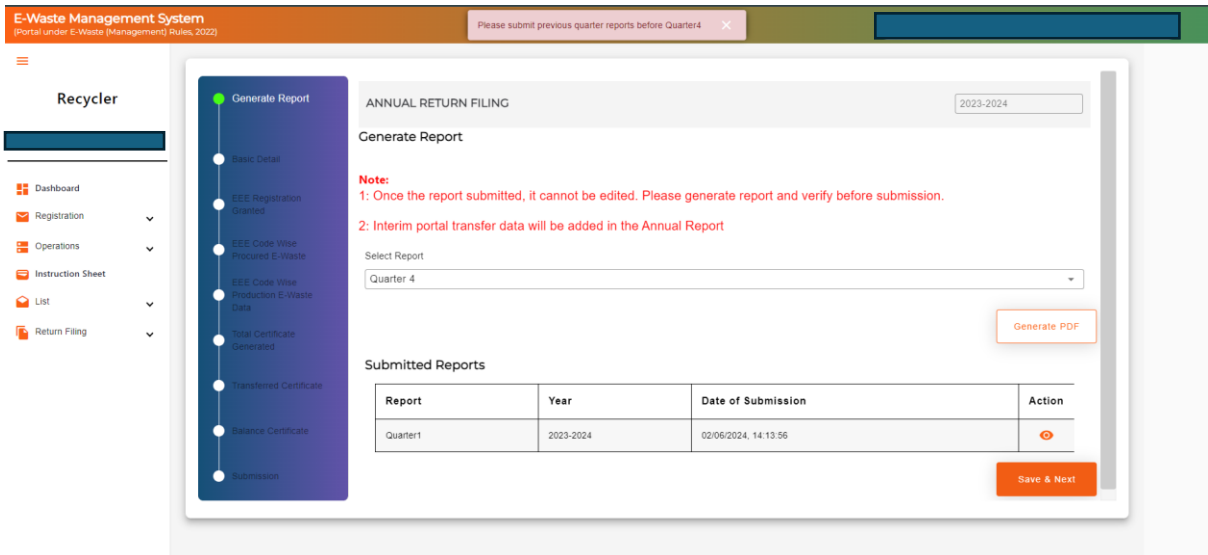 E-Waste Management System
(Portal under E-Waste (Management) Rules, 2022)
Please submit previous quarter reports before Quarter4
Recycler
Dashboard
Registration
Operations
Instruction Sheet
List
Return Filing
Generate Report
Basic Detail
EEE Registration
Granted
EEE Code Wise
Procured E-Waste
EEE Code Wise
Production E-Waste
Data
Total Certificate
Generated
Transferred Certificate
Balance Certificate
Submission
ANNUAL RETURN FILING
2023-2024
Generate Report
Note:
1: Once the report submitted, it cannot be edited. Please generate report and verify before submission.
2: Interim portal transfer data will be added in the Annual Report
Select Report
Quarter 4
Generate PDF
Submitted Reports
Report Year Date of Submission Action
Quarter1 2023-2024 02/06/2024, 14:13:56
Save & Next